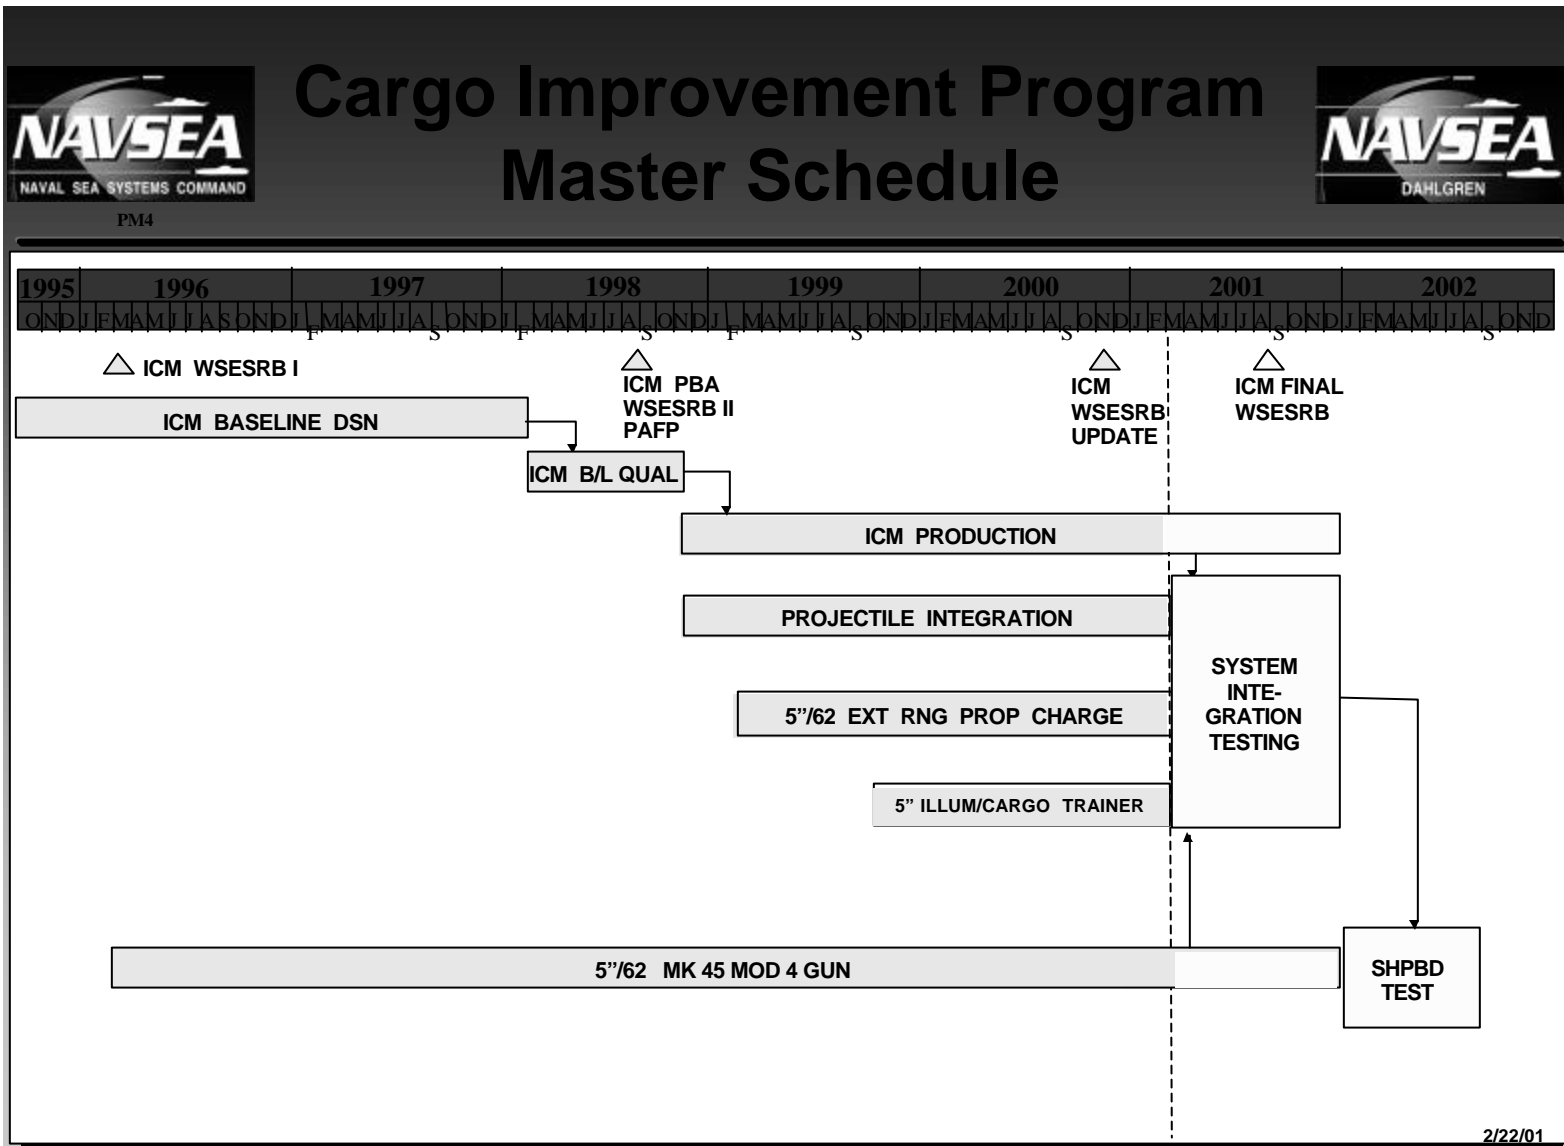 Cargo Improvement Program
Master Schedule
NAVSEA
NAVAL SEA SYSTEMS COMMAND
PM4
NAVSEA
DAHLGREN
1995 1996 1997 1998 1999 2000 2001 2002
O N D J F M A M J J A S O N D J F M A M J J A S O N D J F M A M J J A S O N D J F M A M J J A S O N D J F M A M J J A S O N D J F M A M J J A S O N D J F M A M J J A S O N D
ICM WSESRB I
ICM PBA
WSESRB II
PAFP
ICM
WSESRB
UPDATE
ICM FINAL
WSESRB
ICM BASELINE DSN
ICM B/L QUAL
ICM PRODUCTION
PROJECTILE INTEGRATION
5”/62 EXT RNG PROP CHARGE
5” ILLUM/CARGO TRAINER
SYSTEM
INTE-
GRATION
TESTING
5”/62 MK 45 MOD 4 GUN
SHPBD
TEST
2/22/01